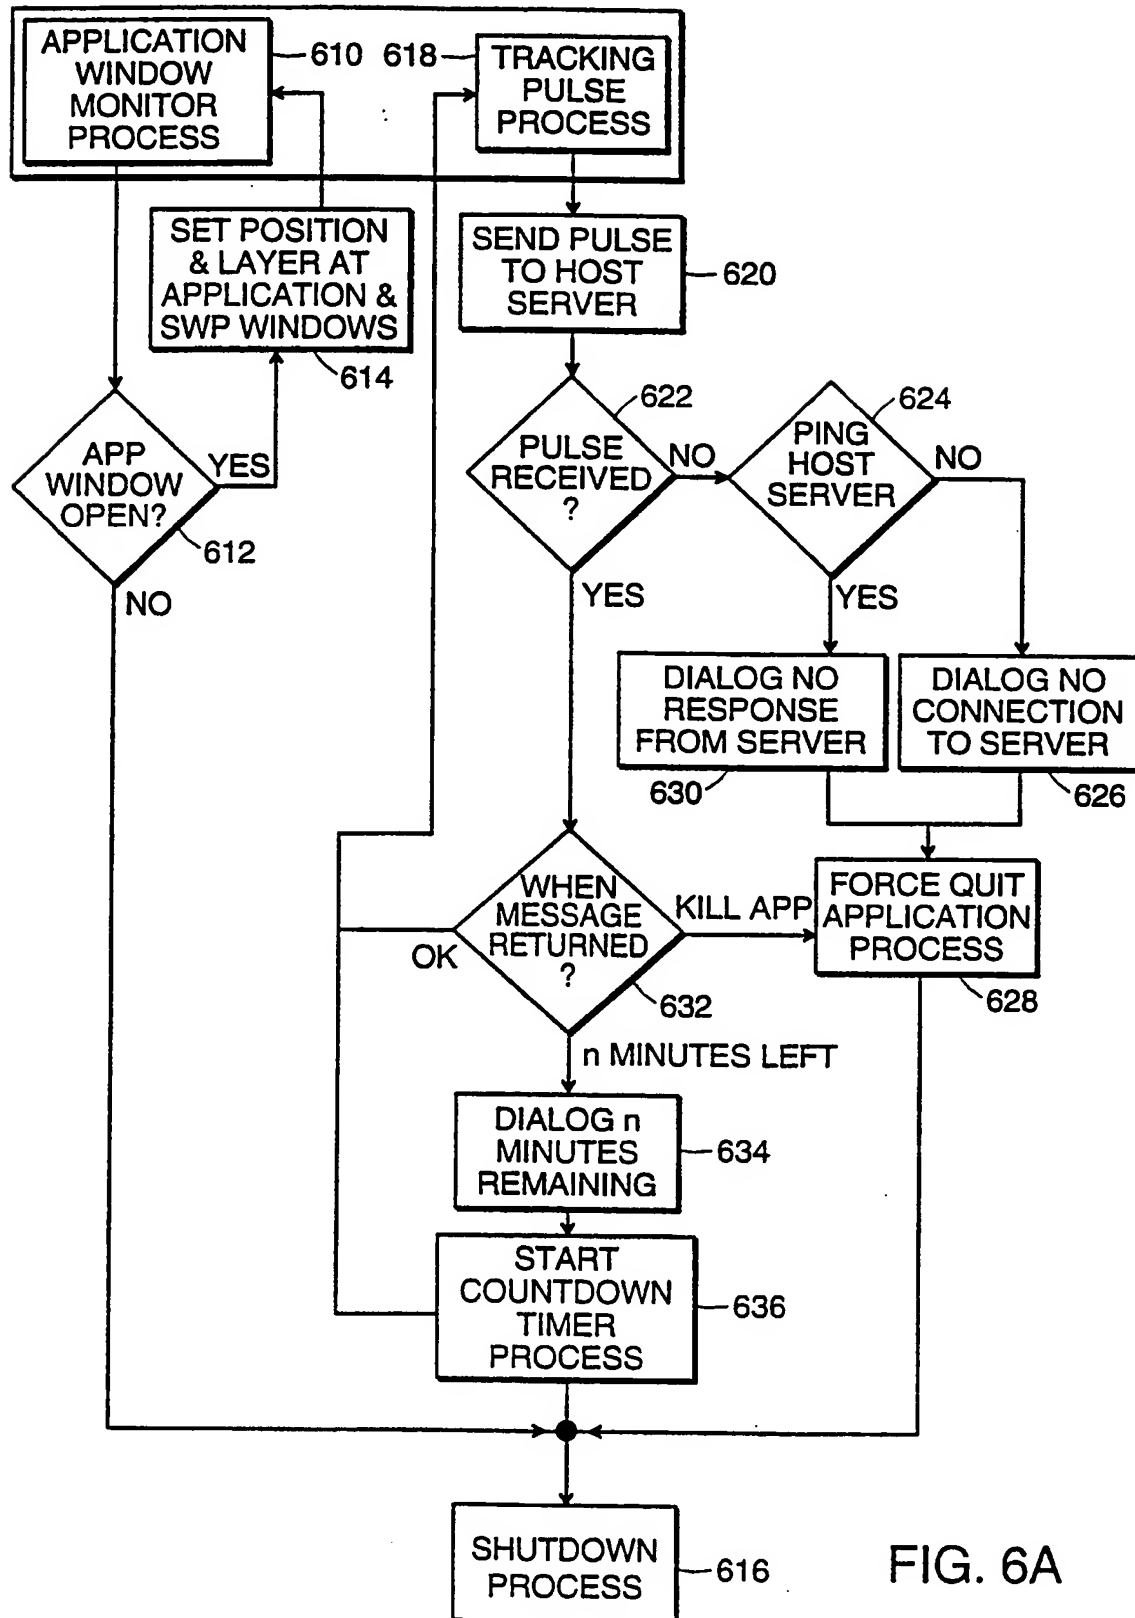 APPLICATION
WINDOW
MONITOR
PROCESS
610
618
TRACKING
PULSE
PROCESS
SET POSITION
& LAYER AT
APPLICATION &
SWP WINDOWS
614
SEND PULSE
TO HOST
SERVER
620
APP
WINDOW
OPEN?
YES
612
NO
PULSE
RECEIVED
?
622
NO
YES
PING
HOST
SERVER
624
NO
YES
DIALOG NO
RESPONSE
FROM SERVER
630
DIALOG NO
CONNECTION
TO SERVER
626
WHEN
MESSAGE
RETURNED
?
OK
KILL APP
632
n MINUTES LEFT
FORCE QUIT
APPLICATION
PROCESS
628
DIALOG n
MINUTES
REMAINING
634
START
COUNTDOWN
TIMER
PROCESS
636
SHUTDOWN
PROCESS
616
FIG. 6A